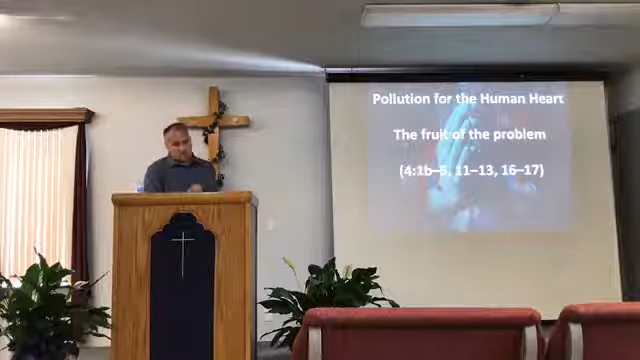 Pollution for the Human Heart
The fruit of the problem
(4:1b–5, 11–13, 16–17)